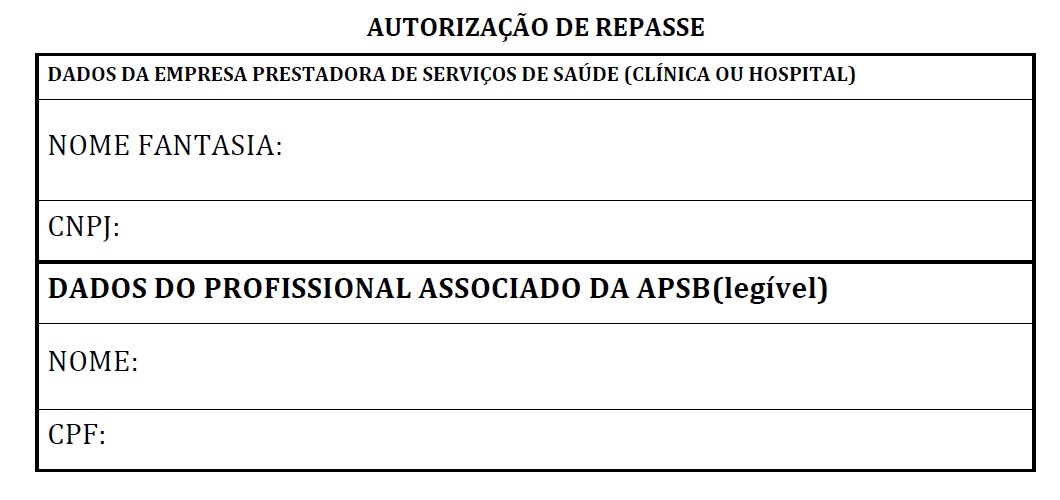 AUTORIZAÇÃO DE REPASSE
DADOS DA EMPRESA PRESTADORA DE SERVIÇOS DE SAÚDE (CLÍNICA OU HOSPITAL)
NOME FANTASIA:
CNPJ:
DADOS DO PROFISSIONAL ASSOCIADO DA APSB(legível)
NOME:
CPF: